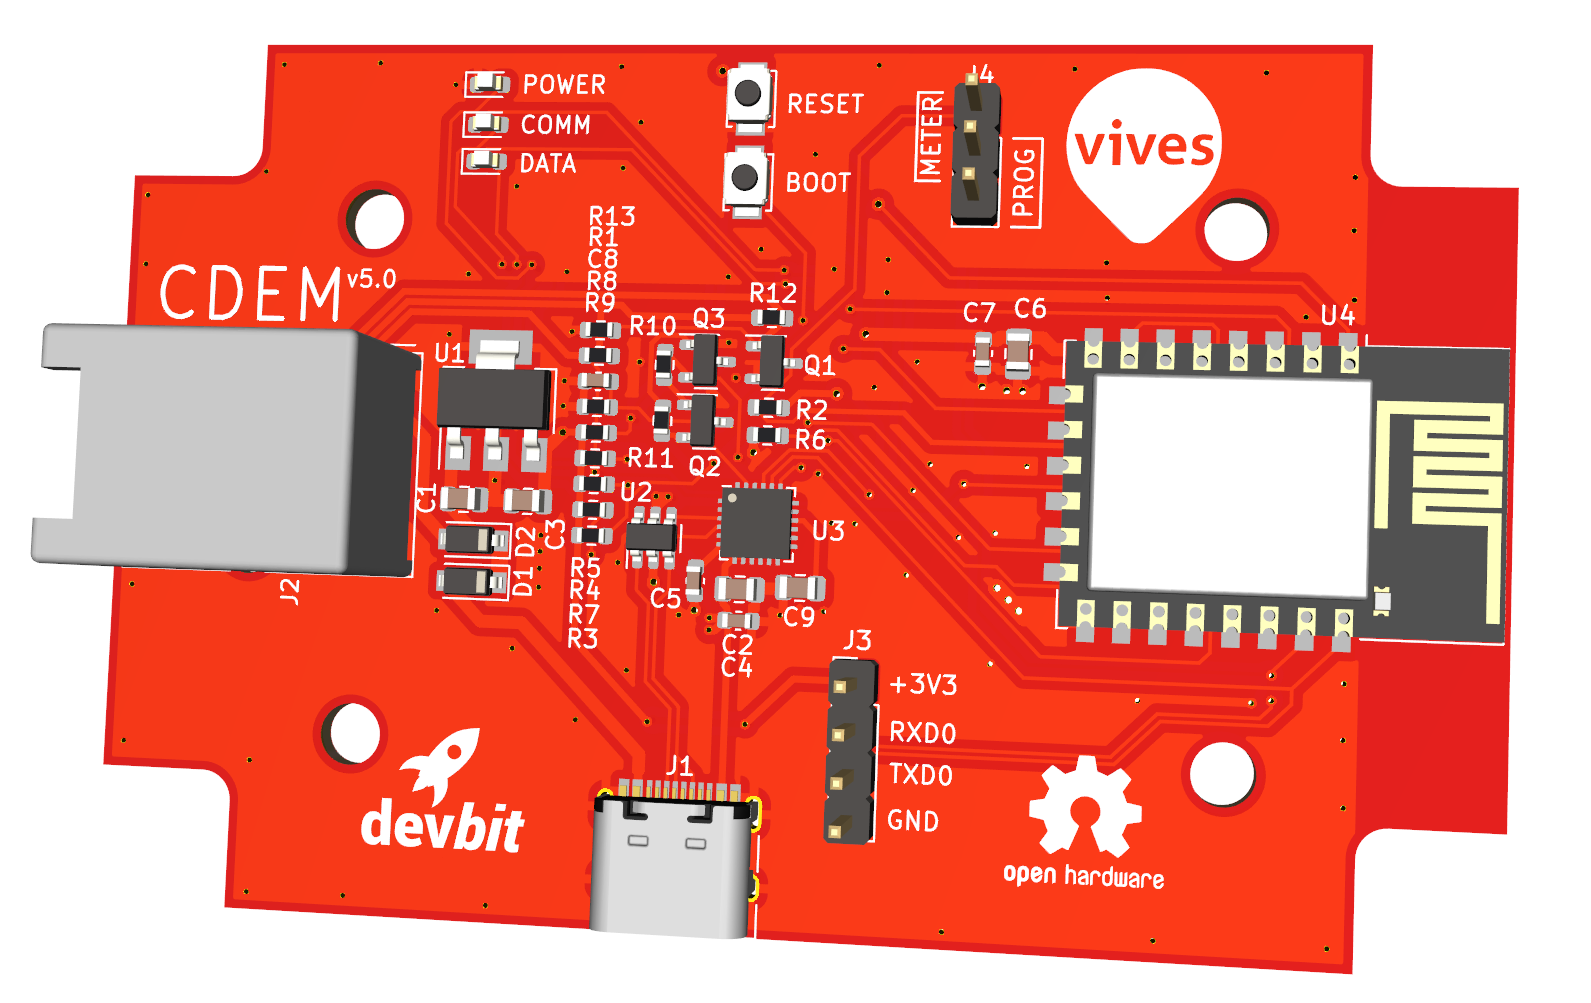 POWER
COMM
DATA
RESET
BOOT
J4
METER
PROG
vives
CDEM v5.0
R13
R1
C8
R8
R9
R10
Q3
R12
Q1
R2
R6
R11
Q2
C7
C6
U4
U1
U2
U3
C1
C3
D2
D1
J2
R5
R4
R7
R3
C5
C9
C2
C4
J3
+3V3
RXD0
TXD0
GND
J1
devbit
open hardware